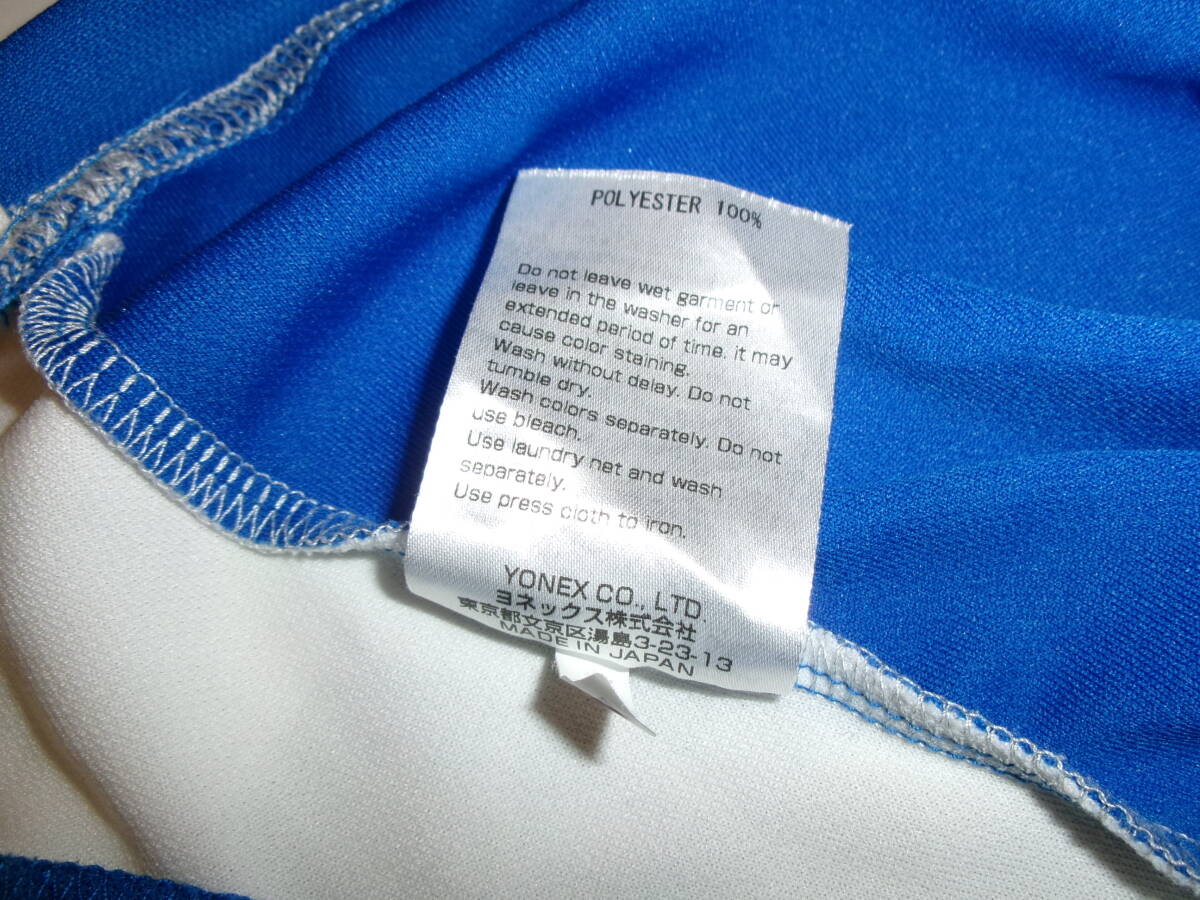 POLYESTER 100%
Do not leave wet garment or
leave in the washer for an
extended period of time. it may
cause color staining.
Wash without delay. Do not
tumble dry.
Wash colors separately. Do not
use bleach.
Use laundry net and wash
separately.
Use press cloth to iron.
YONEX CO., LTD.
ヨネックス株式会社
東京都文京区湯島3-23-13
MADE IN JAPAN